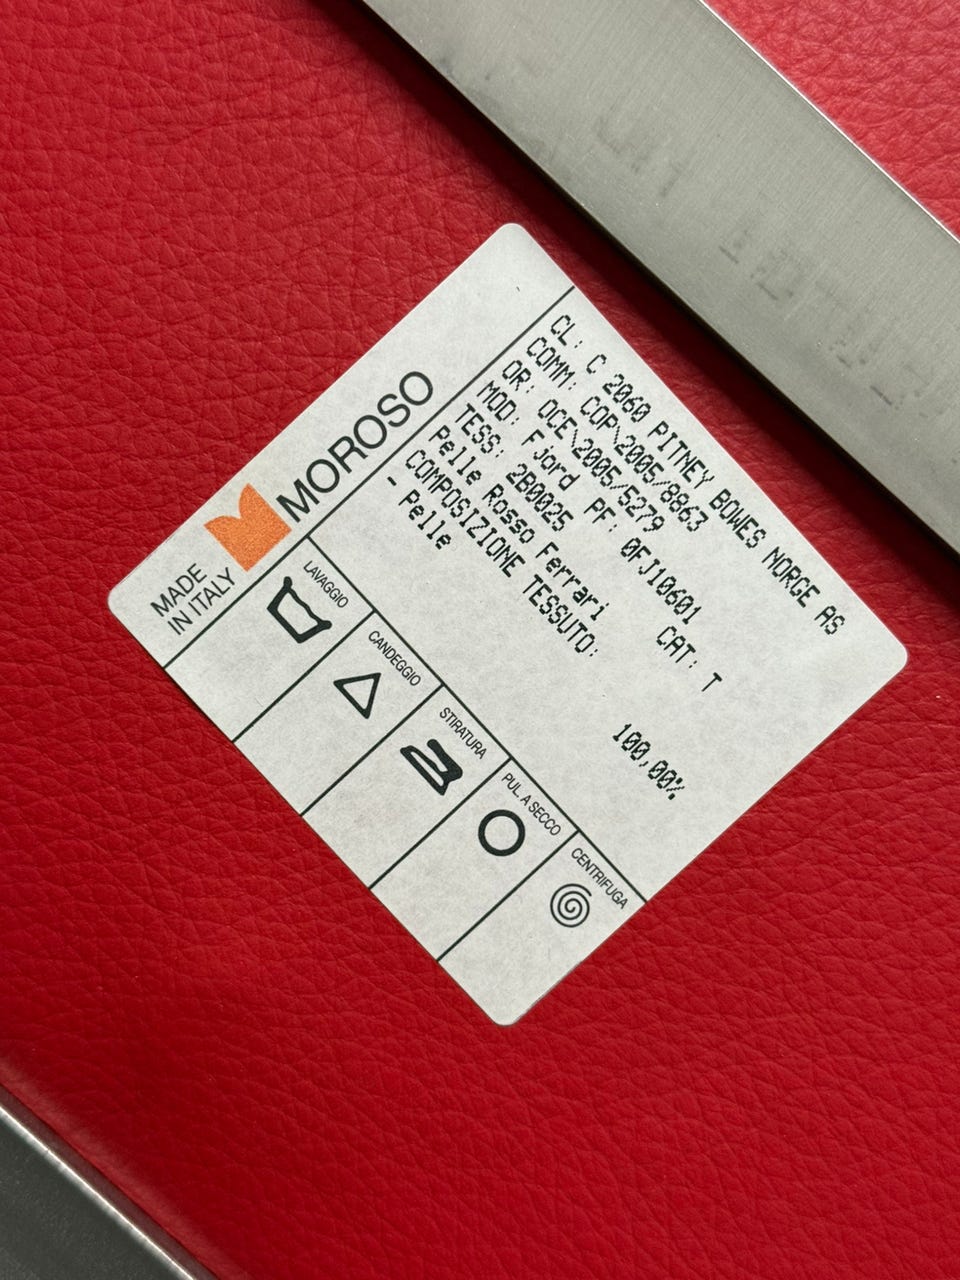 MOROSO
MADE
IN ITALY
CL: C 2060 PITNEY BOWES NORGE AS
COMM: COP\2005/8863
OR: OCE\2005/5279
MOD: Fjord PF: 0FJ10601
TESS: 2B0025 CAT: T
Pelle Rosso Ferrari
COMPOSIZIONE TESSUTO:
- Pelle 100,00%
LAVAGGIO
CANDEGGIO
STIRATURA
PUL. A SECCO
CENTRIFUGA